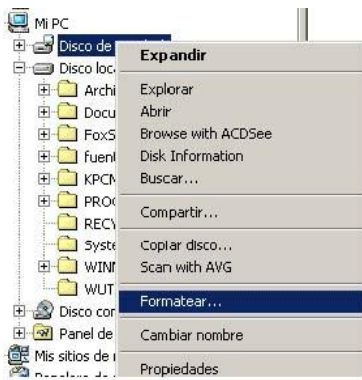 Mi PC
Disco de
Disco loc
Archi
Docu
FoxS
fuent
KPCM
PROG
RECY
Syste
WINN
WUT
Disco con
Panel de
Mis sitios de r
Expandir
Explorar
Abrir
Browse with ACDSee
Disk Information
Buscar...
Compartir...
Copiar disco...
Scan with AVG
Formatear...
Cambiar nombre
Propiedades